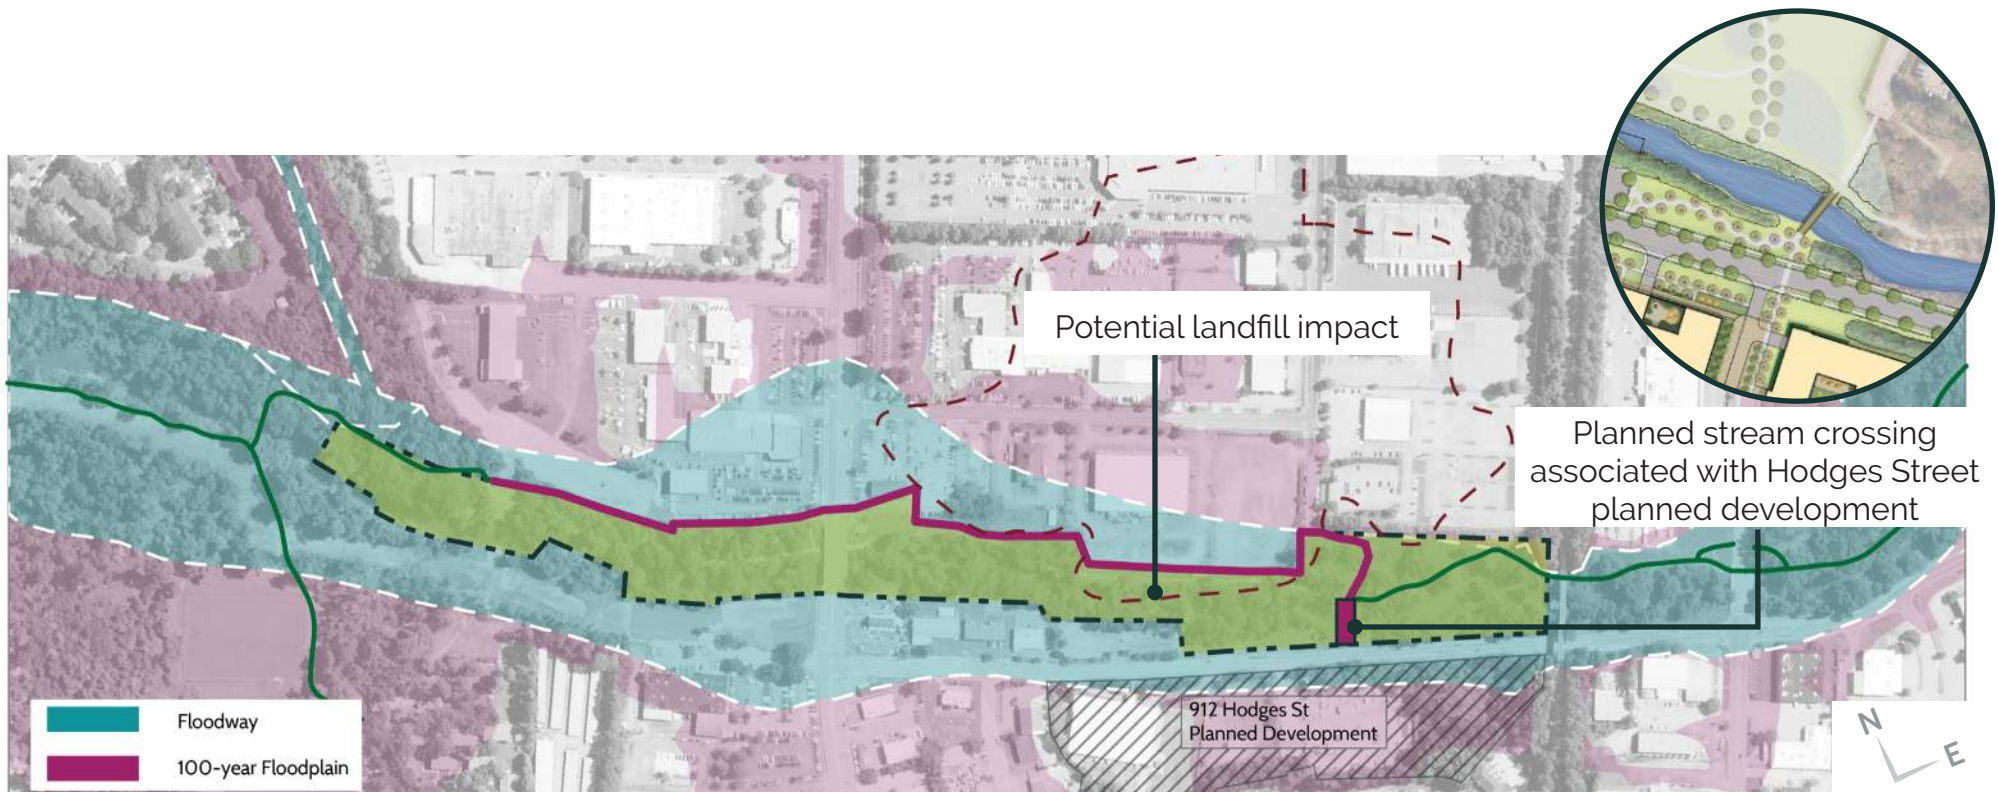 Potential landfill impact
Planned stream crossing
associated with Hodges Street
planned development
912 Hodges St
Planned Development
Floodway
100-year Floodplain
N
E